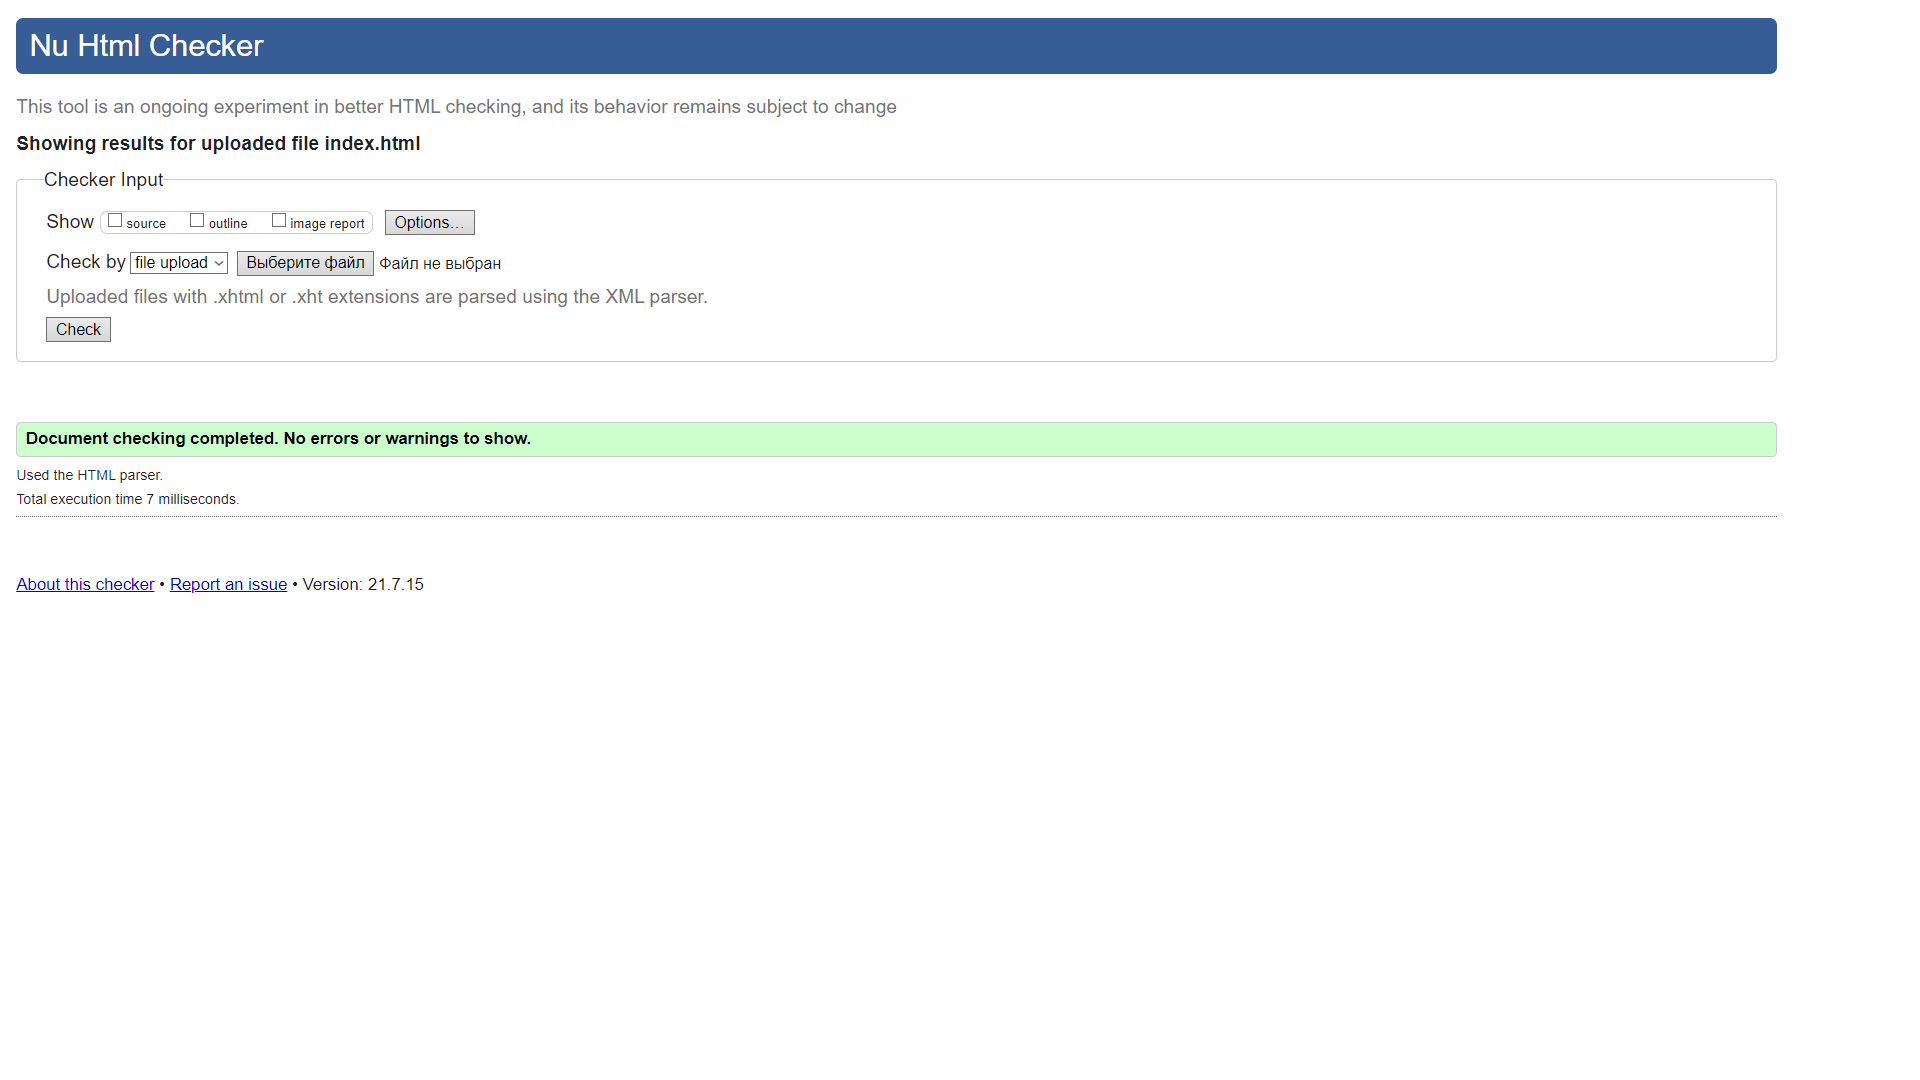 Nu Html Checker
This tool is an ongoing experiment in better HTML checking, and its behavior remains subject to change
Showing results for uploaded file index.html
Checker Input
Show source outline image report Options...
Check by file upload Выберите файл Файл не выбран
Uploaded files with .xhtml or .xht extensions are parsed using the XML parser.
Check
Document checking completed. No errors or warnings to show.
Used the HTML parser.
Total execution time 7 milliseconds.
About this checker • Report an issue • Version: 21.7.15